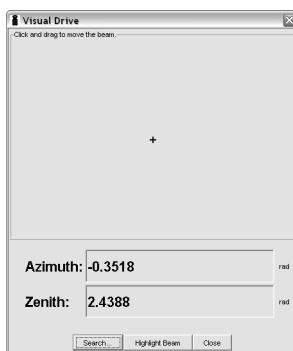 Visual Drive
Click and drag to move the beam.
+
Azimuth: -0.3518 rad
Zenith: 2.4388 rad
Search... Highlight Beam Close